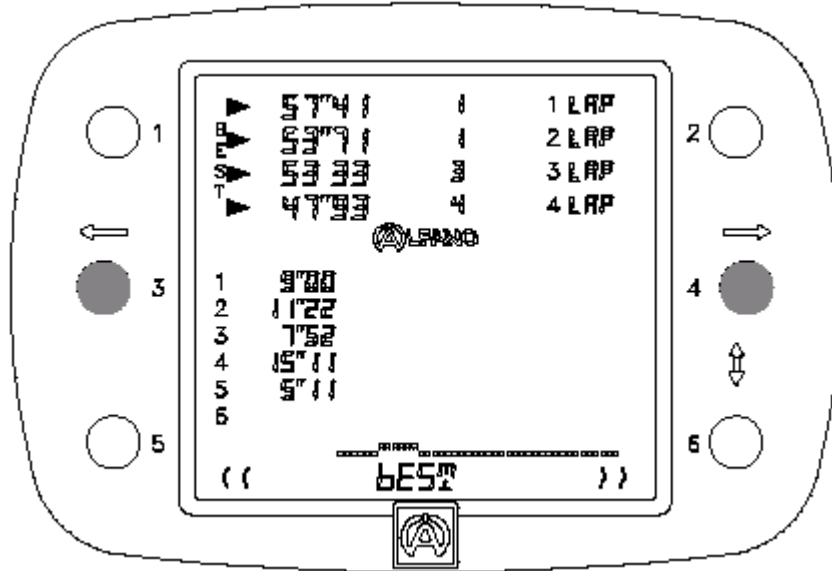 57"41 1 1 LAP
B
53"71 1 2 LAP
E
S
53 33 3 3 LAP
T
47"93 4 4 LAP
ALFANO
1
2
3
4
1 9"00
2 11"22
3 7"52
4 15"11
5 5"11
6
5
6
(( bEST ))
A